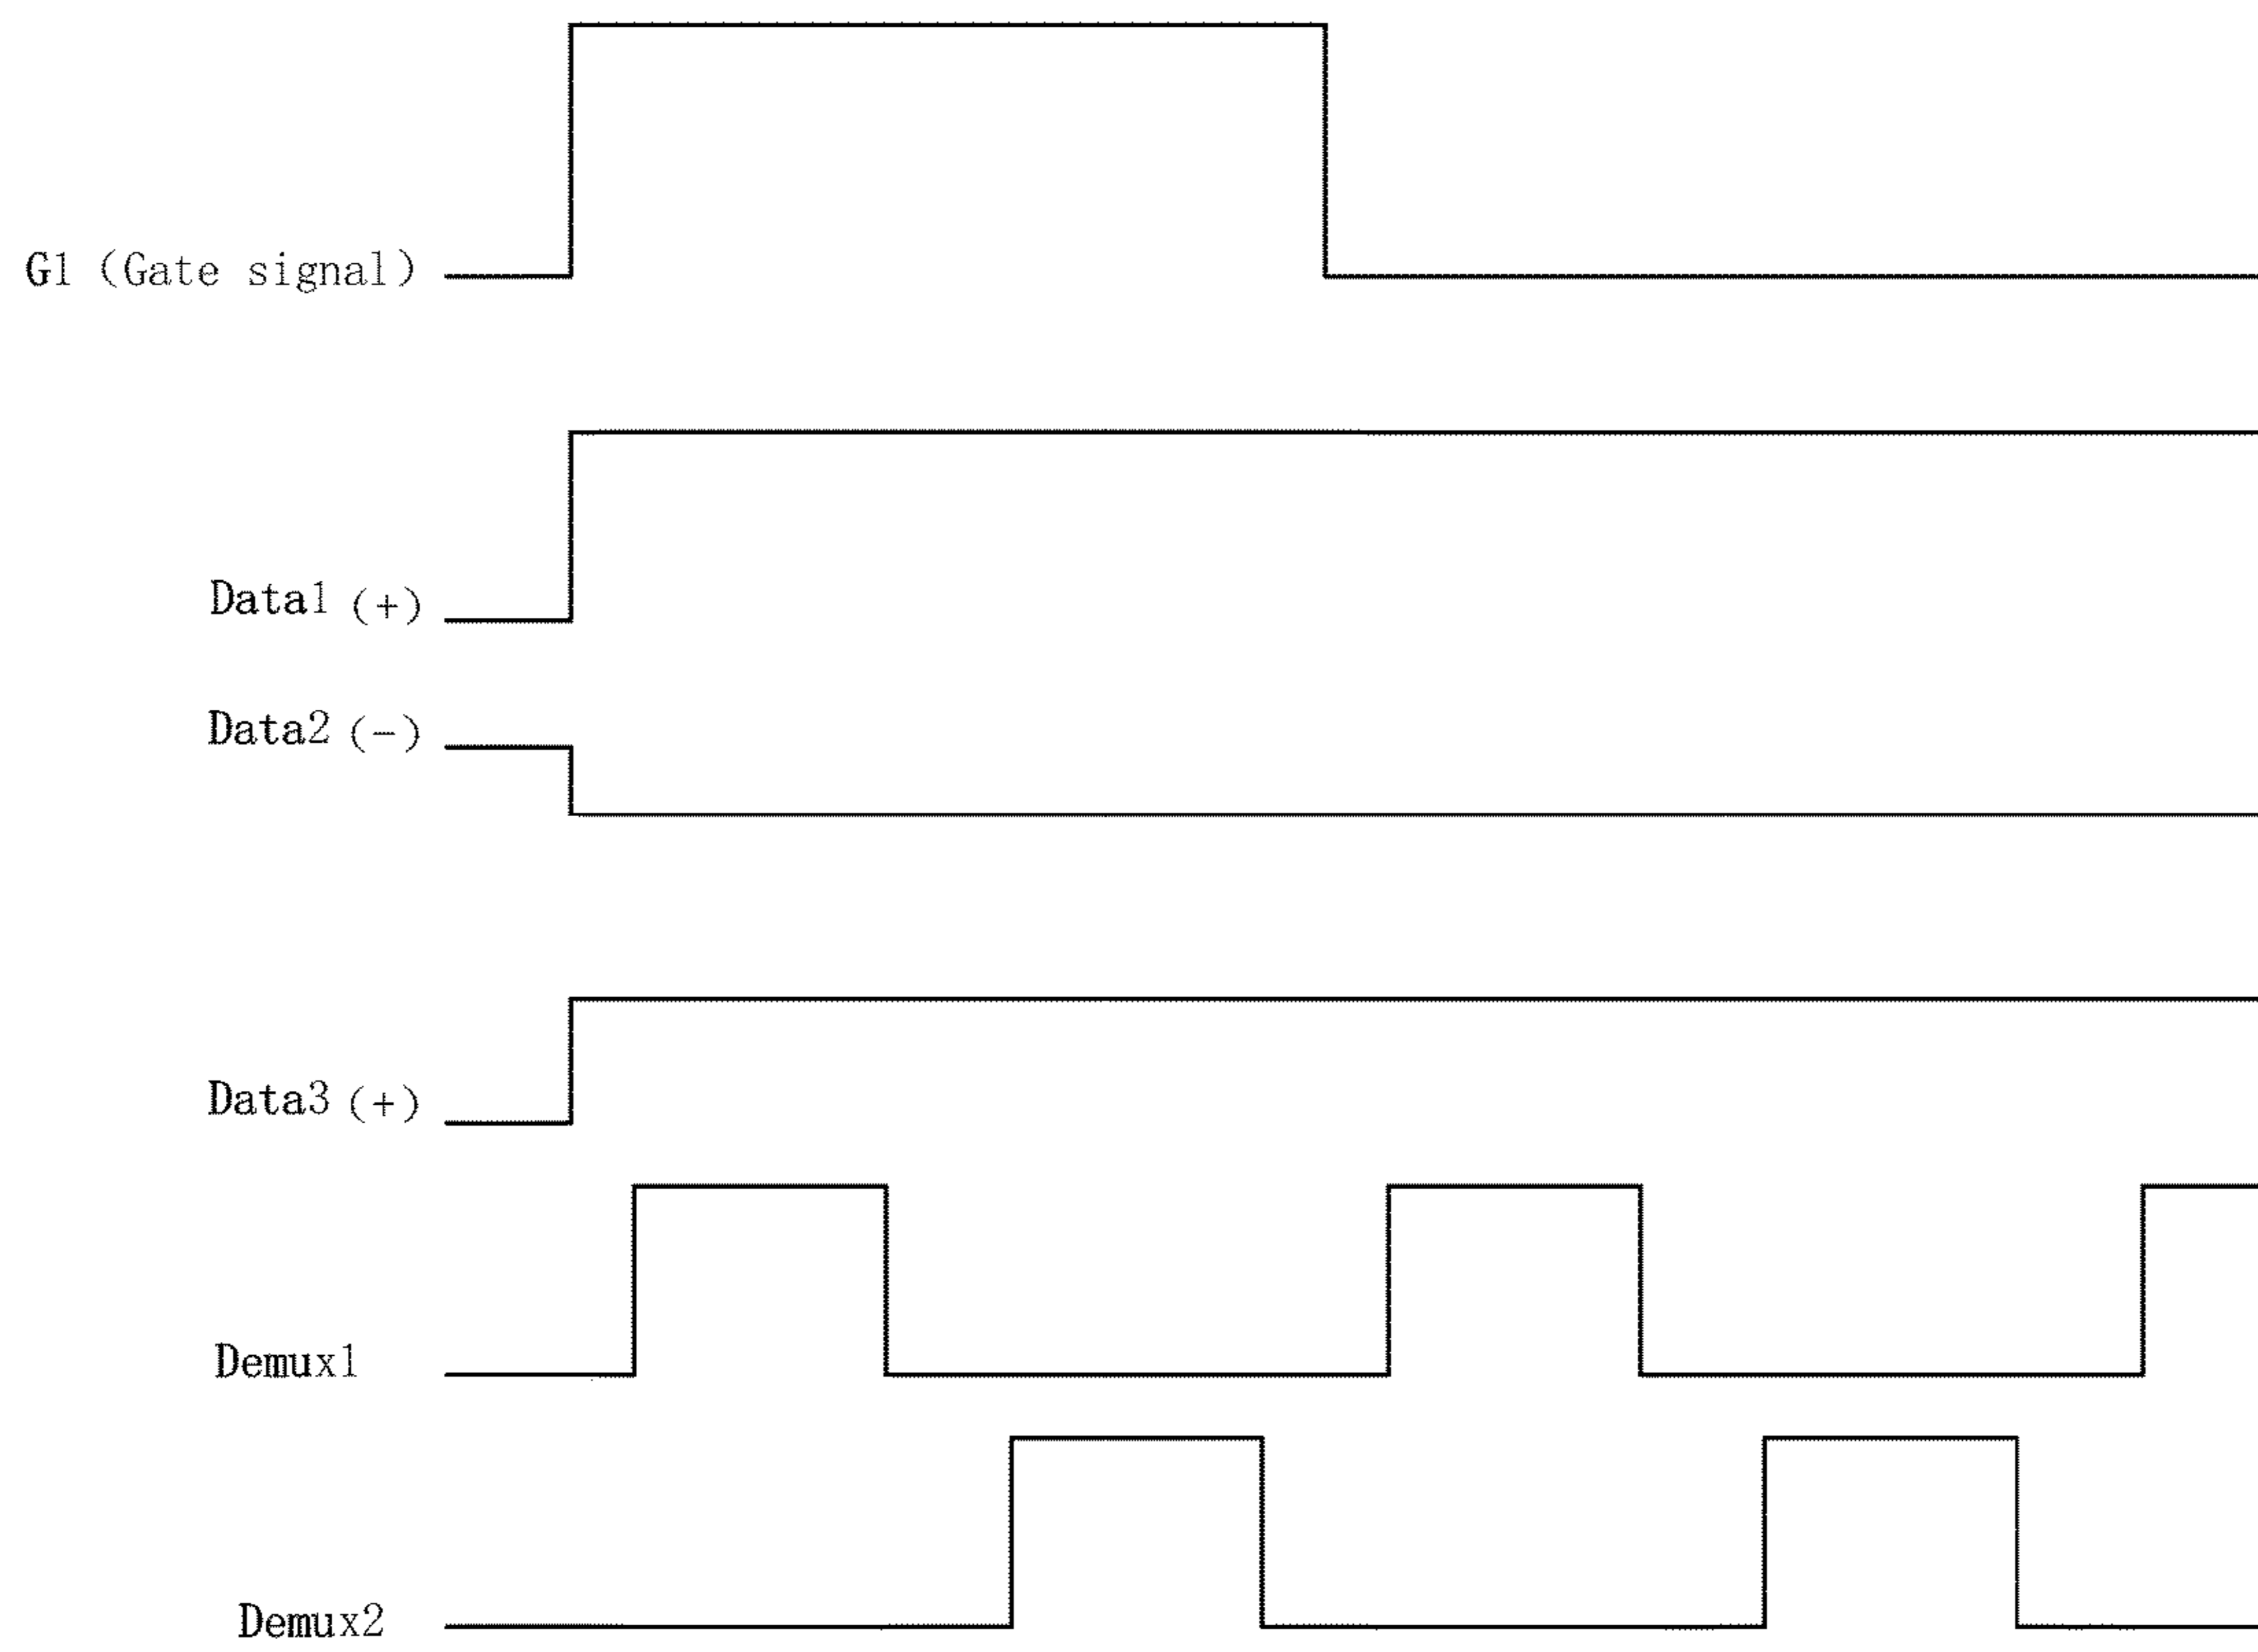 G1 (Gate signal)
Data1 (+)
Data2 (-)
Data3 (+)
Demux1
Demux2